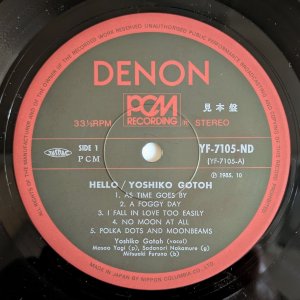 DENON
PCM
RECORDING
見本盤
33⅓RPM
STEREO
SIDE 1
PCM
YF-7105-ND
(YF-7105-A)
℗1985. 10
HELLO / YOSHIKO GOTOH
1. AS TIME GOES BY
2. A FOGGY DAY
3. I FALL IN LOVE TOO EASILY
4. NO MOON AT ALL
5. POLKA DOTS AND MOONBEAMS
Yoshiko Gotoh (vocal)
Masao Yagi (p), Sadanori Nakamure (g)
Mitsuaki Furuno (b)
MADE IN JAPAN BY NIPPON COLUMBIA CO., LTD.